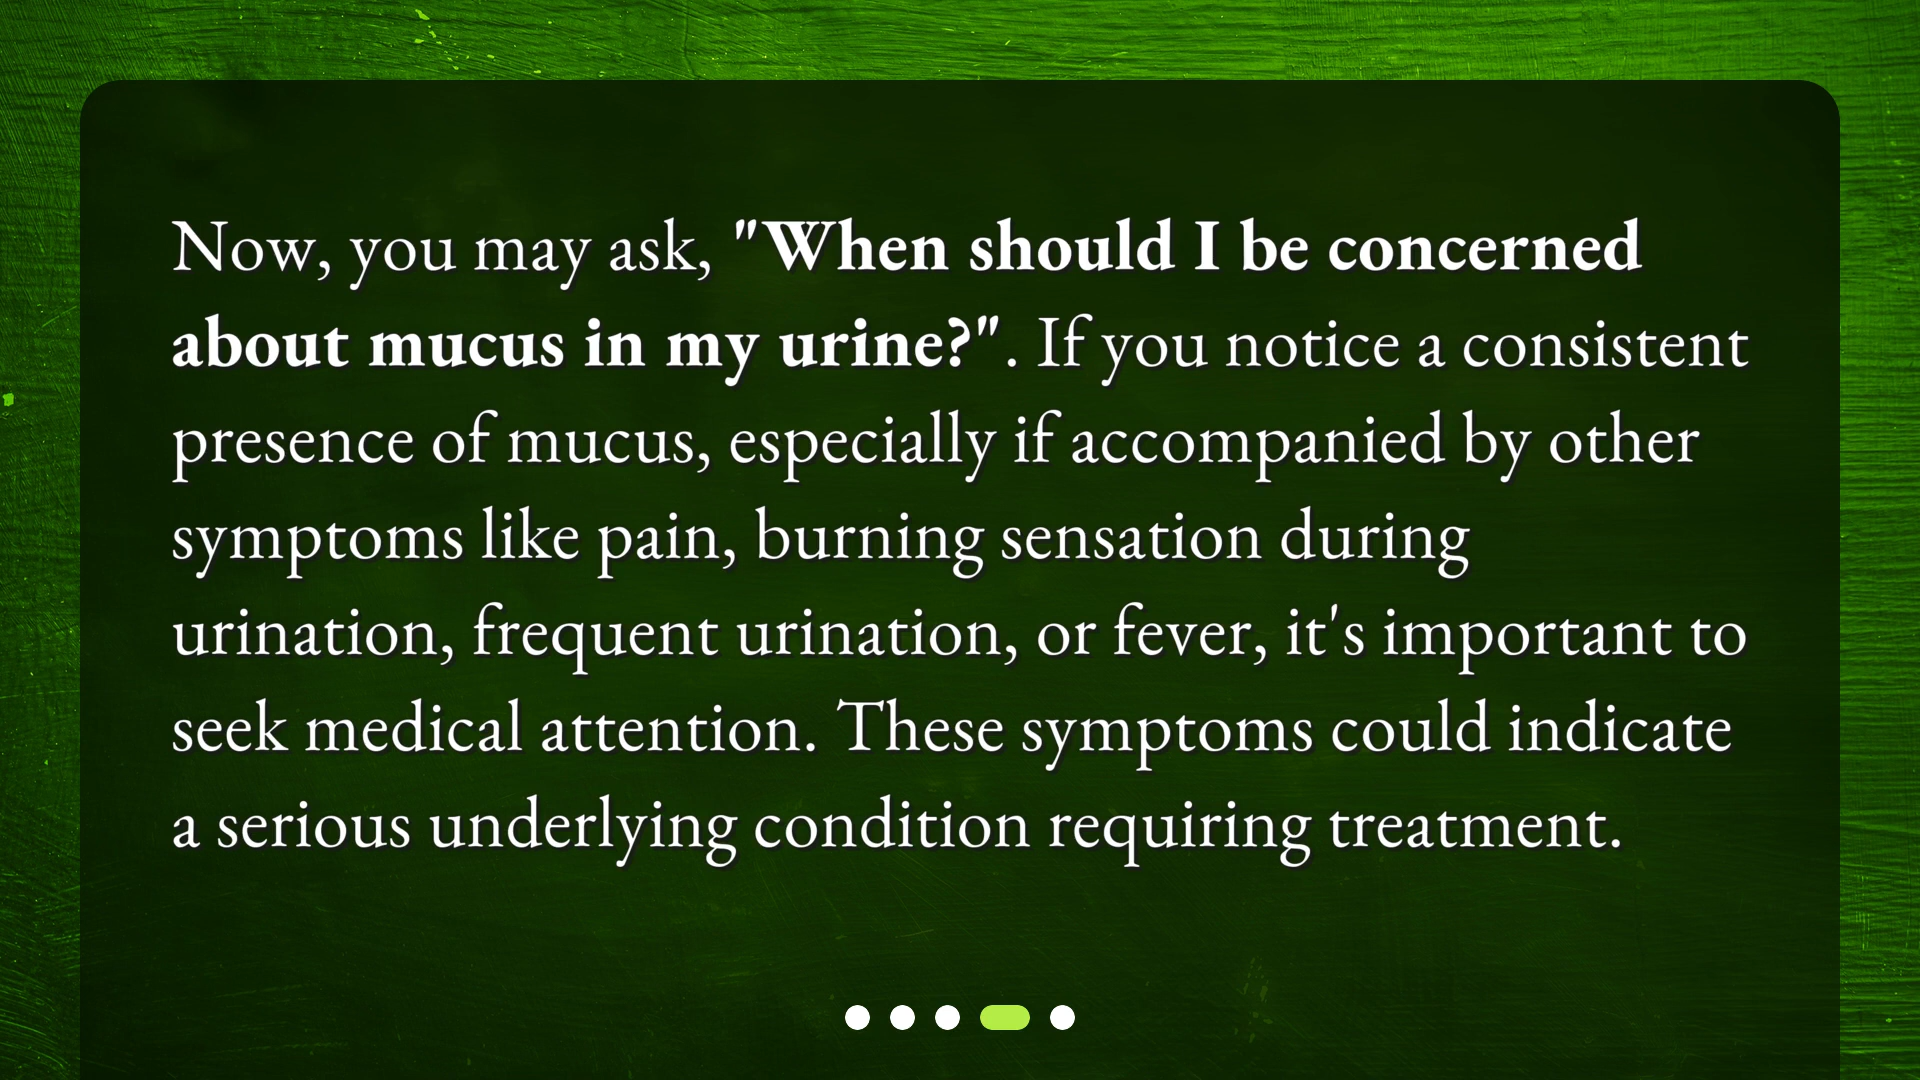 Now, you may ask, "When should I be concerned
about mucus in my urine?". If you notice a consistent
presence of mucus, especially if accompanied by other
symptoms like pain, burning sensation during
urination, frequent urination, or fever, it's important to
seek medical attention. These symptoms could indicate
a serious underlying condition requiring treatment.